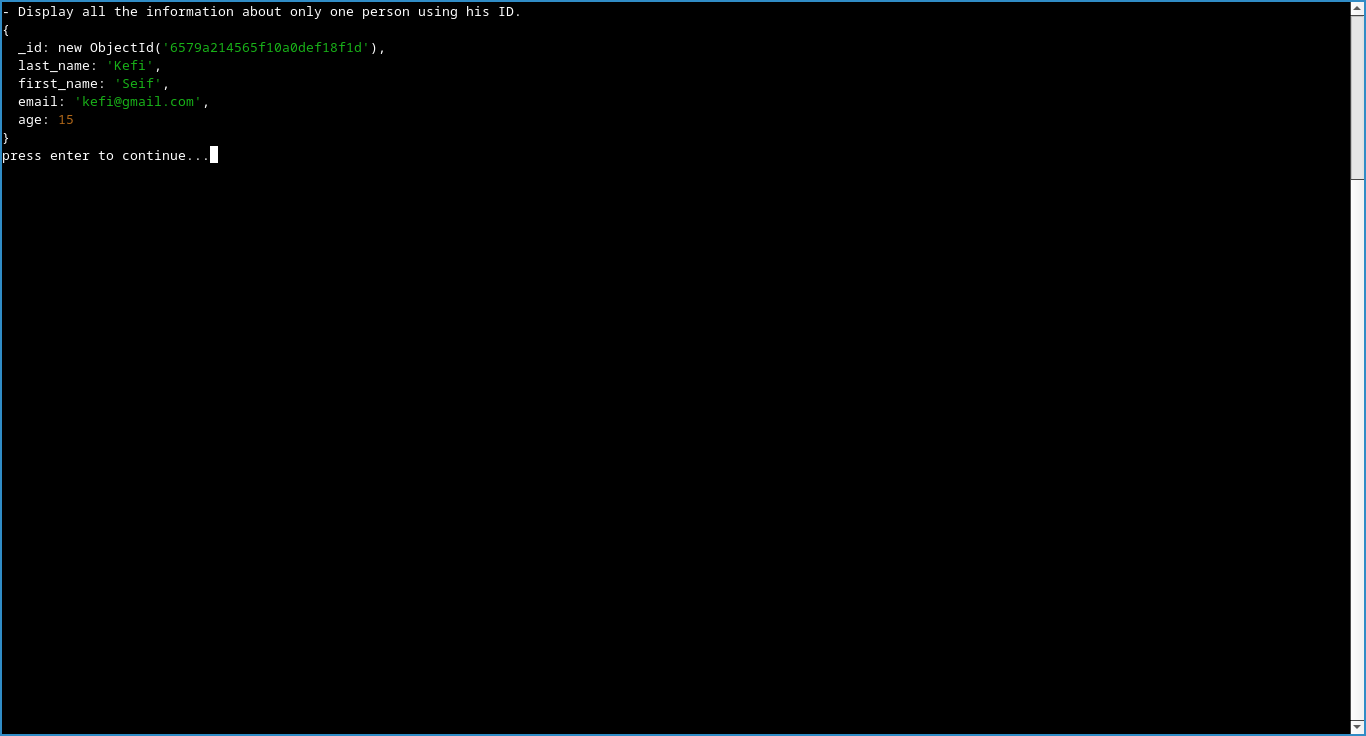 - Display all the information about only one person using his ID.
{
  _id: new ObjectId('6579a214565f10a0def18f1d'),
  last_name: 'Kefi',
  first_name: 'Seif',
  email: 'kefi@gmail.com',
  age: 15
}
press enter to continue...